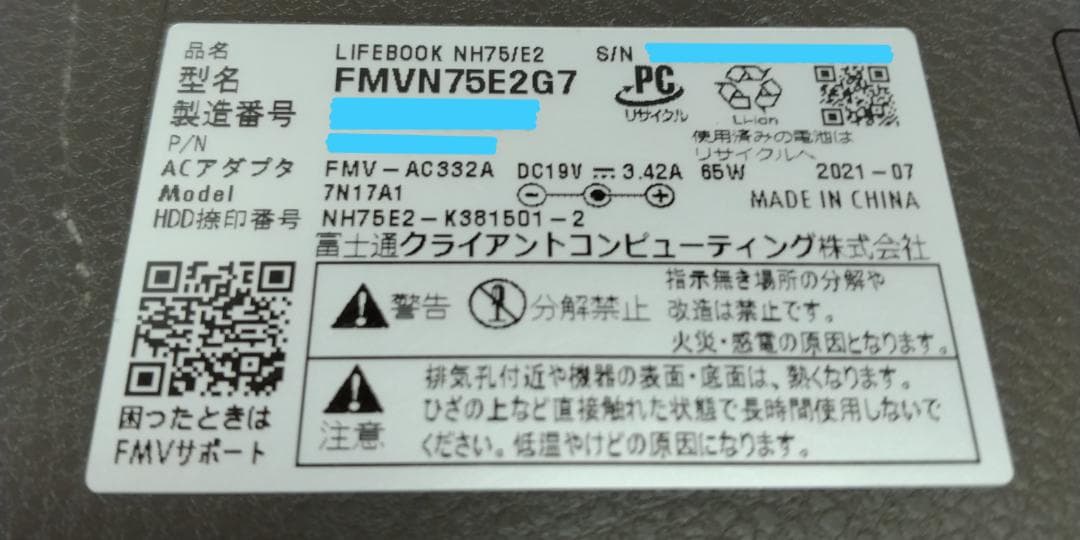 品名 LIFEBOOK NH75/E2 S/N
型名 FMVN75E2G7
製造番号
P/N
PC
リサイクル
Li-ion
使用済みの電池は
リサイクルへ
ACアダプタ FMV-AC332A DC19V 3.42A 65W 2021-07
Model 7N17A1 MADE IN CHINA
HDD捺印番号 NH75E2-K381501-2
富士通クライアントコンピューティング株式会社
警告 分解禁止
指示無き場所の分解や
改造は禁止です。
火災・感電の原因となります。
注意
排気孔付近や機器の表面・底面は、熱くなります。
ひざの上など直接触れた状態で長時間使用しないで
ください。低温やけどの原因になります。
困ったときは
FMVサポート